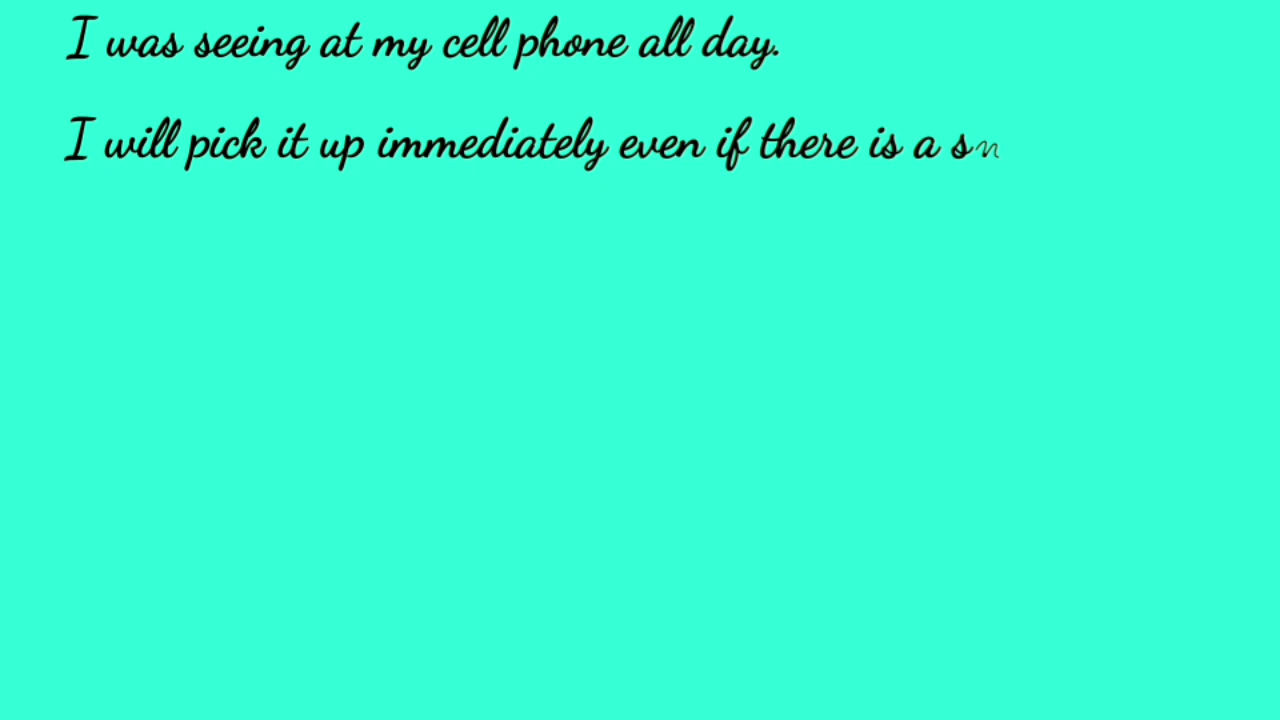 I was seeing at my cell phone all day.
I will pick it up immediately even if there is a s